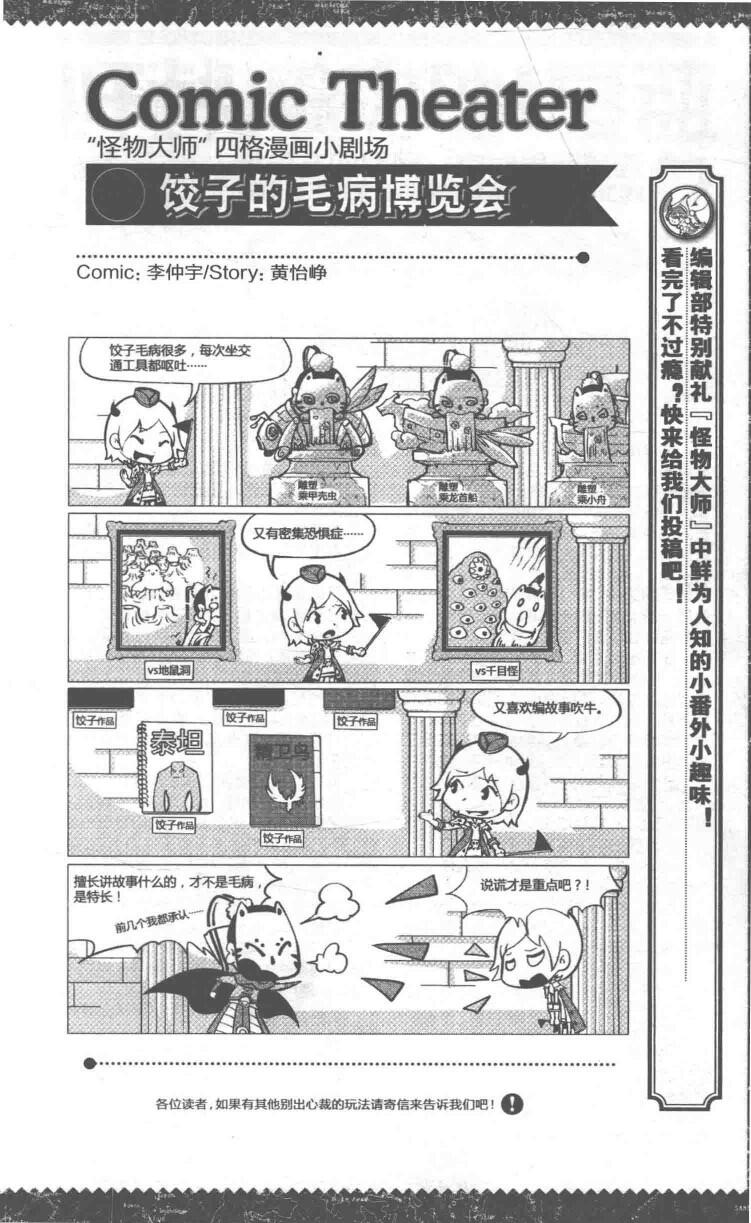 Comic Theater
“怪物大师”四格漫画小剧场
饺子的毛病博览会
Comic: 李仲宇/Story: 黄怡峥
编辑部特别献礼『怪物大师』中鲜为人知的小番外小趣味！
看完了不过瘾？快来给我们投稿吧！
饺子毛病很多，每次坐交
通工具都呕吐……
雕塑
乘甲壳虫
雕塑
乘龙首船
雕塑
乘小舟
又有密集恐惧症……
vs地鼠洞
vs千目怪
饺子作品
饺子作品
饺子作品
又喜欢编故事吹牛。
泰坦
精卫鸟
饺子作品
饺子作品
擅长讲故事什么的，才不是毛病，
是特长！
前几个我都承认……
说谎才是重点吧？！
各位读者，如果有其他别出心裁的玩法请寄信来告诉我们吧！